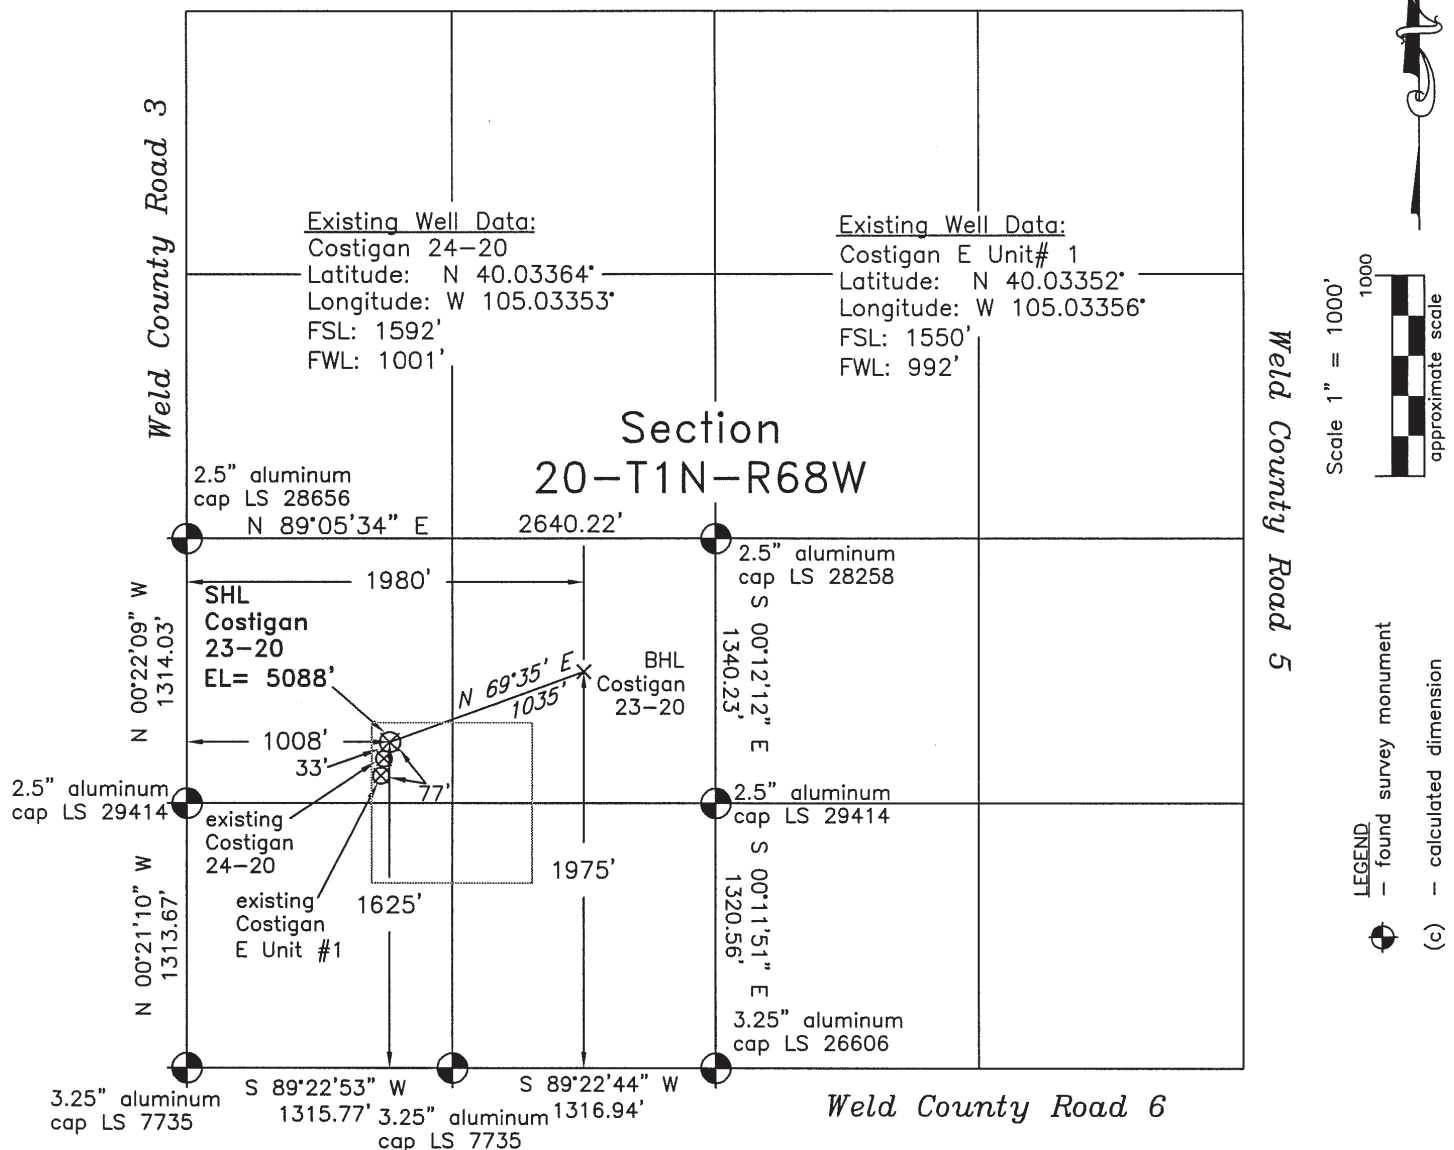 Weld County Road 3
Existing Well Data:
Costigan 24-20
Latitude: N 40.03364°
Longitude: W 105.03353°
FSL: 1592'
FWL: 1001'
Existing Well Data:
Costigan E Unit# 1
Latitude: N 40.03352°
Longitude: W 105.03356°
FSL: 1550'
FWL: 992'
Section
20-T1N-R68W
2.5" aluminum
cap LS 28656
N 89°05'34" E
2640.22'
2.5" aluminum
cap LS 28258
1980'
SHL
Costigan
23-20
EL= 5088'
N 69°35' E
1035'
BHL
Costigan
23-20
N 00°22'09" W
1314.03'
S 00°12'12" E
1340.23'
1008'
33'
77'
2.5" aluminum
cap LS 29414
2.5" aluminum
cap LS 29414
existing
Costigan
24-20
existing
Costigan
E Unit #1
1625'
1975'
N 00°21'10" W
1313.67'
S 00°11'51" E
1320.56'
3.25" aluminum
cap LS 26606
3.25" aluminum
cap LS 7735
S 89°22'53" W
1315.77'
3.25" aluminum
cap LS 7735
S 89°22'44" W
1316.94'
Weld County Road 6
Weld County Road 5
Scale 1" = 1000'
1000
approximate scale
LEGEND
- found survey monument
(c) - calculated dimension